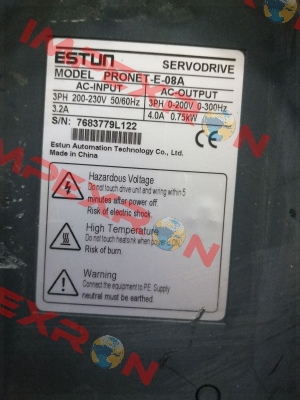 ESTUN
SERVODRIVE
MODEL PRONET-E-08A
AC-INPUT AC-OUTPUT
3PH 200-230V 50/60Hz 3PH 0-200V 0-300Hz
3.2A 4.0A 0.75kW
S/N: 7683779L122
Estun Automation Technology Co., Ltd.
Made in China
CE
Hazardous Voltage
Do not touch drive unit and wiring within 5
minutes after power off.
Risk of electric shock.
High Temperature
Do not touch heatsink when power is ON.
Risk of burn.
Warning
Connect the equipment to P.E. Supply
neutral must be earthed.
IMPEXRON